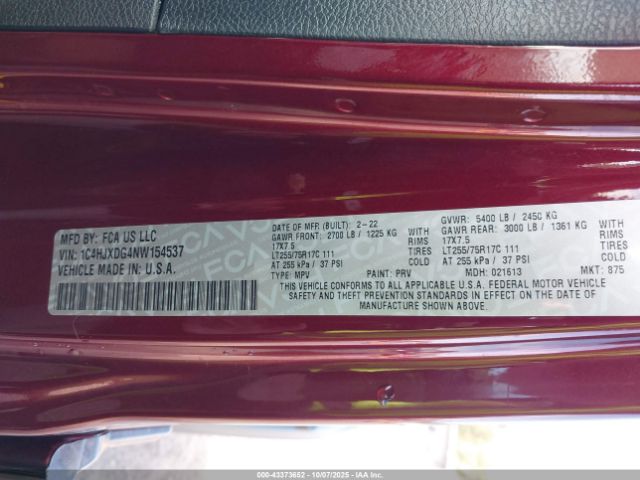 MFD BY: FCA US LLC
VIN: 1C4HJXDG4NW154537
VEHICLE MADE IN U.S.A.
DATE OF MFR (BUILT): 2-22
GAWR FRONT: 2700 LB / 1225 KG WITH
17X7.5 RIMS
LT255/75R17C 111 TIRES
AT 255 kPa / 37 PSI COLD
TYPE: MPV PAINT: PRV
GVWR: 5400 LB / 2450 KG
GAWR REAR: 3000 LB / 1361 KG WITH
17X7.5 RIMS
LT255/75R17C 111 TIRES
AT 255 kPa / 37 PSI COLD
MDH: 021613 MKT: 875
THIS VEHICLE CONFORMS TO ALL APPLICABLE U.S.A. FEDERAL MOTOR VEHICLE
SAFETY AND THEFT PREVENTION STANDARDS IN EFFECT ON THE DATE OF
MANUFACTURE SHOWN ABOVE.
000-43373652 - 10/07/2025 - IAAI.CA